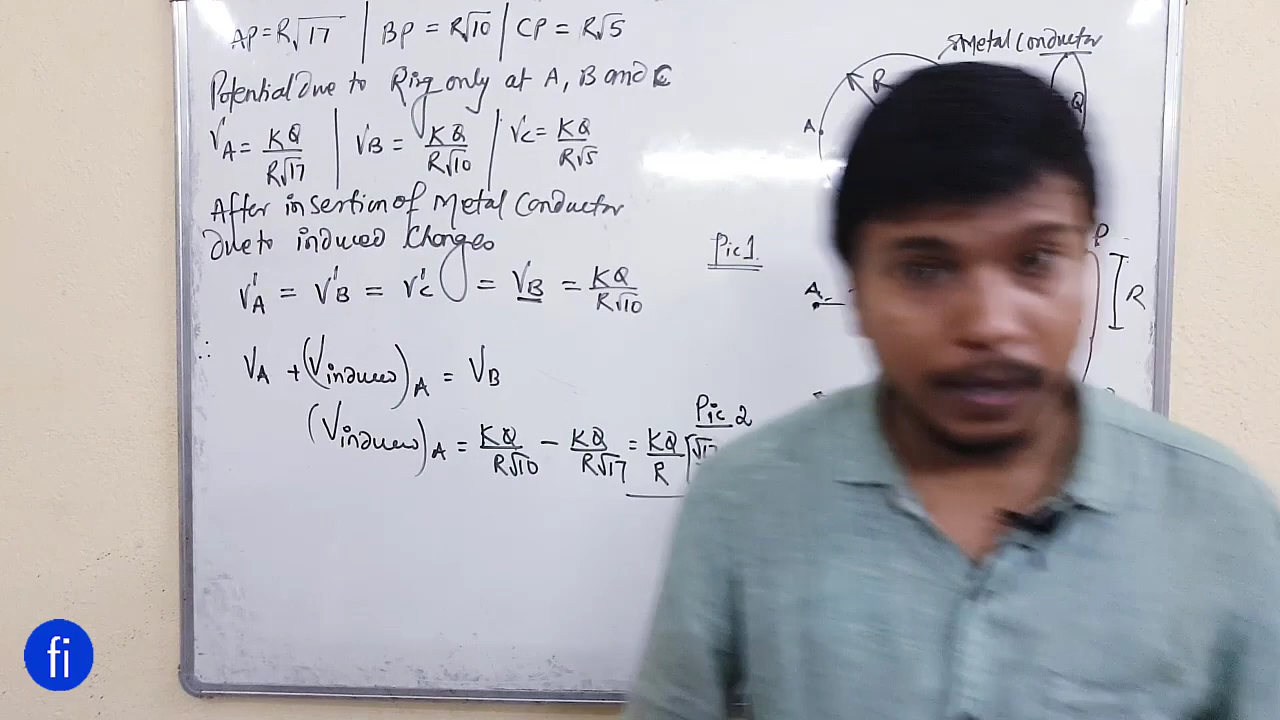 AP = R√17 | BP = R√10 | CP = R√5
Potential due to Ring only at A, B and C
VA = KQ/R√17 | VB = KQ/R√10 | VC = KQ/R√5
After insertion of Metal Conductor
due to induced Charges
V'A = V'B = V'C = VB = KQ/R√10
∴ VA + (Vinduced)A = VB
(Vinduced)A = KQ/R√10 − KQ/R√17 = KQ/R [√17
Metal Conductor
R
Q
A
Pic 1.
P
A
R
Pic 2
fi